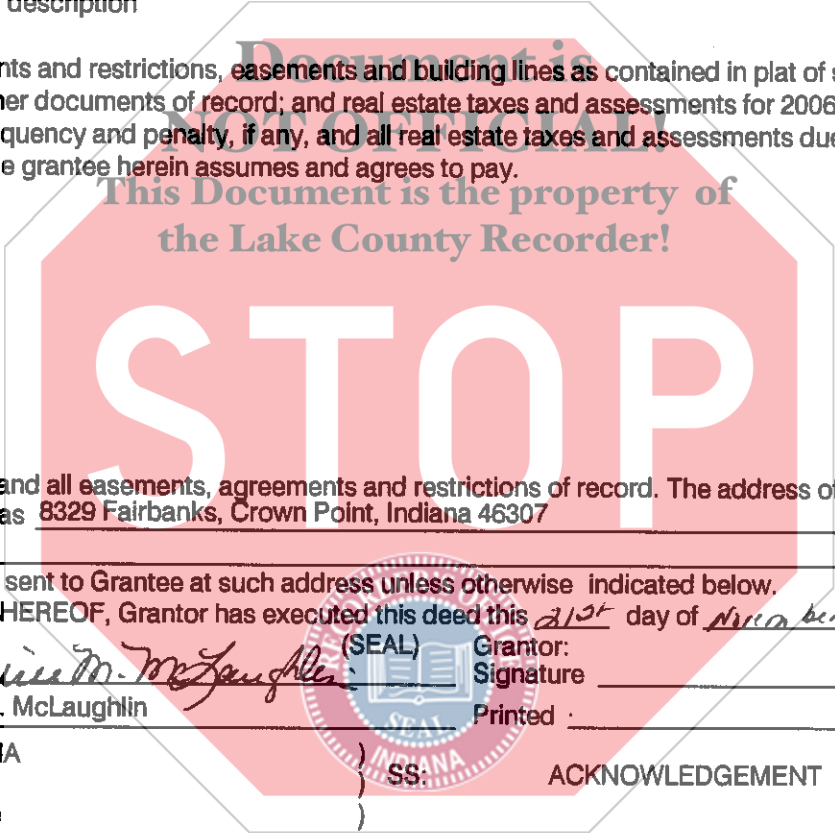 description
Document is
nts and restrictions, easements and building lines as contained in plat of s
er documents of record; and real estate taxes and assessments for 2006
NOT OFFICIAL!
quency and penalty, if any, and all real estate taxes and assessments due
e grantee herein assumes and agrees to pay.
This Document is the property of
the Lake County Recorder!
STOP
and all easements, agreements and restrictions of record. The address of
as 8329 Fairbanks, Crown Point, Indiana 46307
sent to Grantee at such address unless otherwise indicated below.
HEREOF, Grantor has executed this deed this 21st day of November
(SEAL) Grantor:
M. McLaughlin Signature
. McLaughlin Printed
SEAL
INDIANA
A ) SS: ACKNOWLEDGEMENT
)
)